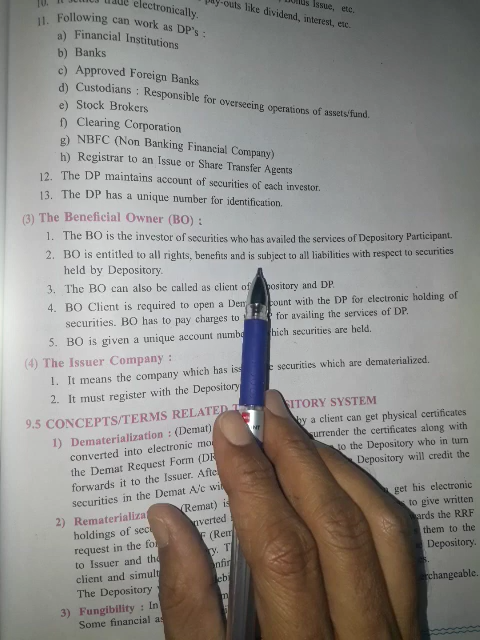 10. It settles trade electronically.
pay-outs like dividend, interest, etc.
Issue, etc.
11. Following can work as DP's :
a) Financial Institutions
b) Banks
c) Approved Foreign Banks
d) Custodians : Responsible for overseeing operations of assets/fund.
e) Stock Brokers
f) Clearing Corporation
g) NBFC (Non Banking Financial Company)
h) Registrar to an Issue or Share Transfer Agents
12. The DP maintains account of securities of each investor.
13. The DP has a unique number for identification.
(3) The Beneficial Owner (BO) :
1. The BO is the investor of securities who has availed the services of Depository Participant.
2. BO is entitled to all rights, benefits and is subject to all liabilities with respect to securities
held by Depository.
3. The BO can also be called as client of pository and DP.
4. BO Client is required to open a Dem count with the DP for electronic holding of
securities. BO has to pay charges to for availing the services of DP.
5. BO is given a unique account numbe which securities are held.
(4) The Issuer Company :
1. It means the company which has iss e securities which are dematerialized.
2. It must register with the Depository
9.5 CONCEPTS/TERMS RELATED T SITORY SYSTEM
1) Dematerialization : (Demat) by a client can get physical certificates
converted into electronic mo urrender the certificates along with
the Demat Request Form (DR to the Depository who in turn
forwards it to the Issuer. Afte Depository will credit the
securities in the Demat A/c wi
2) Rematerializa (Remat) is get his electronic
holdings of sec nverted to give written
request in the fo (Rem ards the RRF
to Issuer and the ry. T them to the
client and simult Depository.
The Depository
erchangeable.
3) Fungibility : In
Some financial as